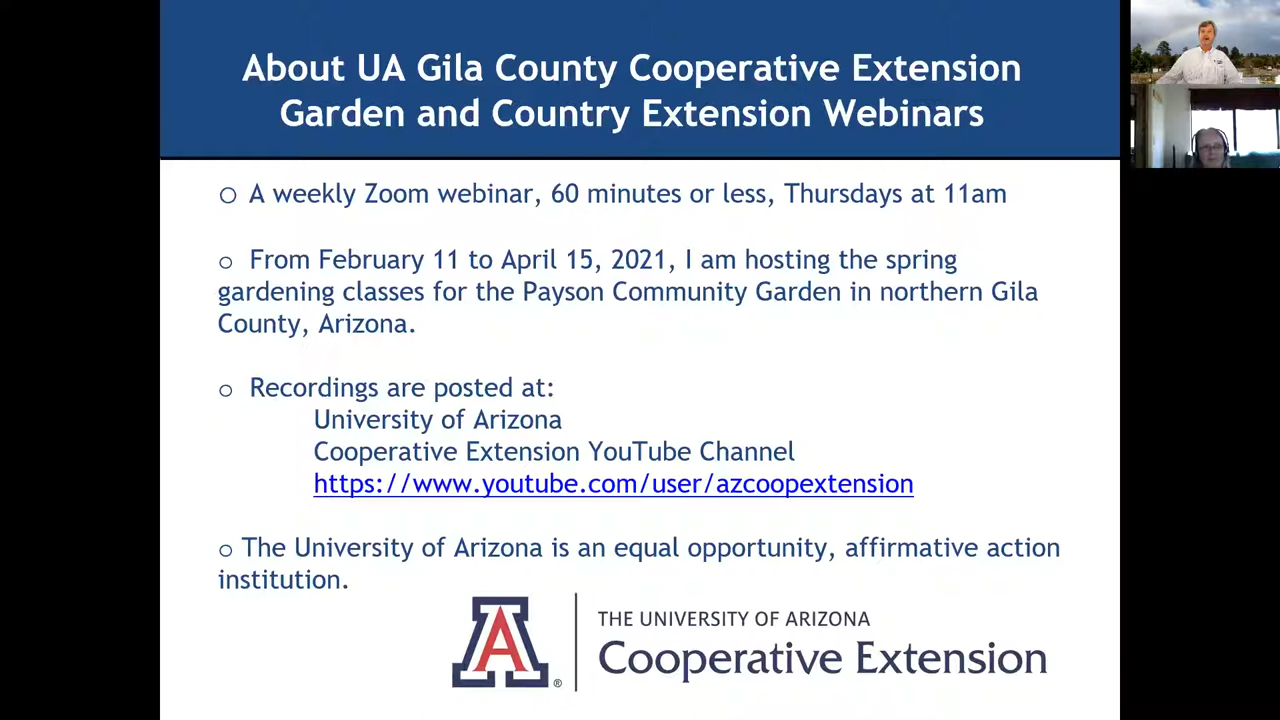 About UA Gila County Cooperative Extension
Garden and Country Extension Webinars
o A weekly Zoom webinar, 60 minutes or less, Thursdays at 11am
o From February 11 to April 15, 2021, I am hosting the spring
gardening classes for the Payson Community Garden in northern Gila
County, Arizona.
o Recordings are posted at:
University of Arizona
Cooperative Extension YouTube Channel
https://www.youtube.com/user/azcoopextension
o The University of Arizona is an equal opportunity, affirmative action
institution.
A ®
THE UNIVERSITY OF ARIZONA
Cooperative Extension